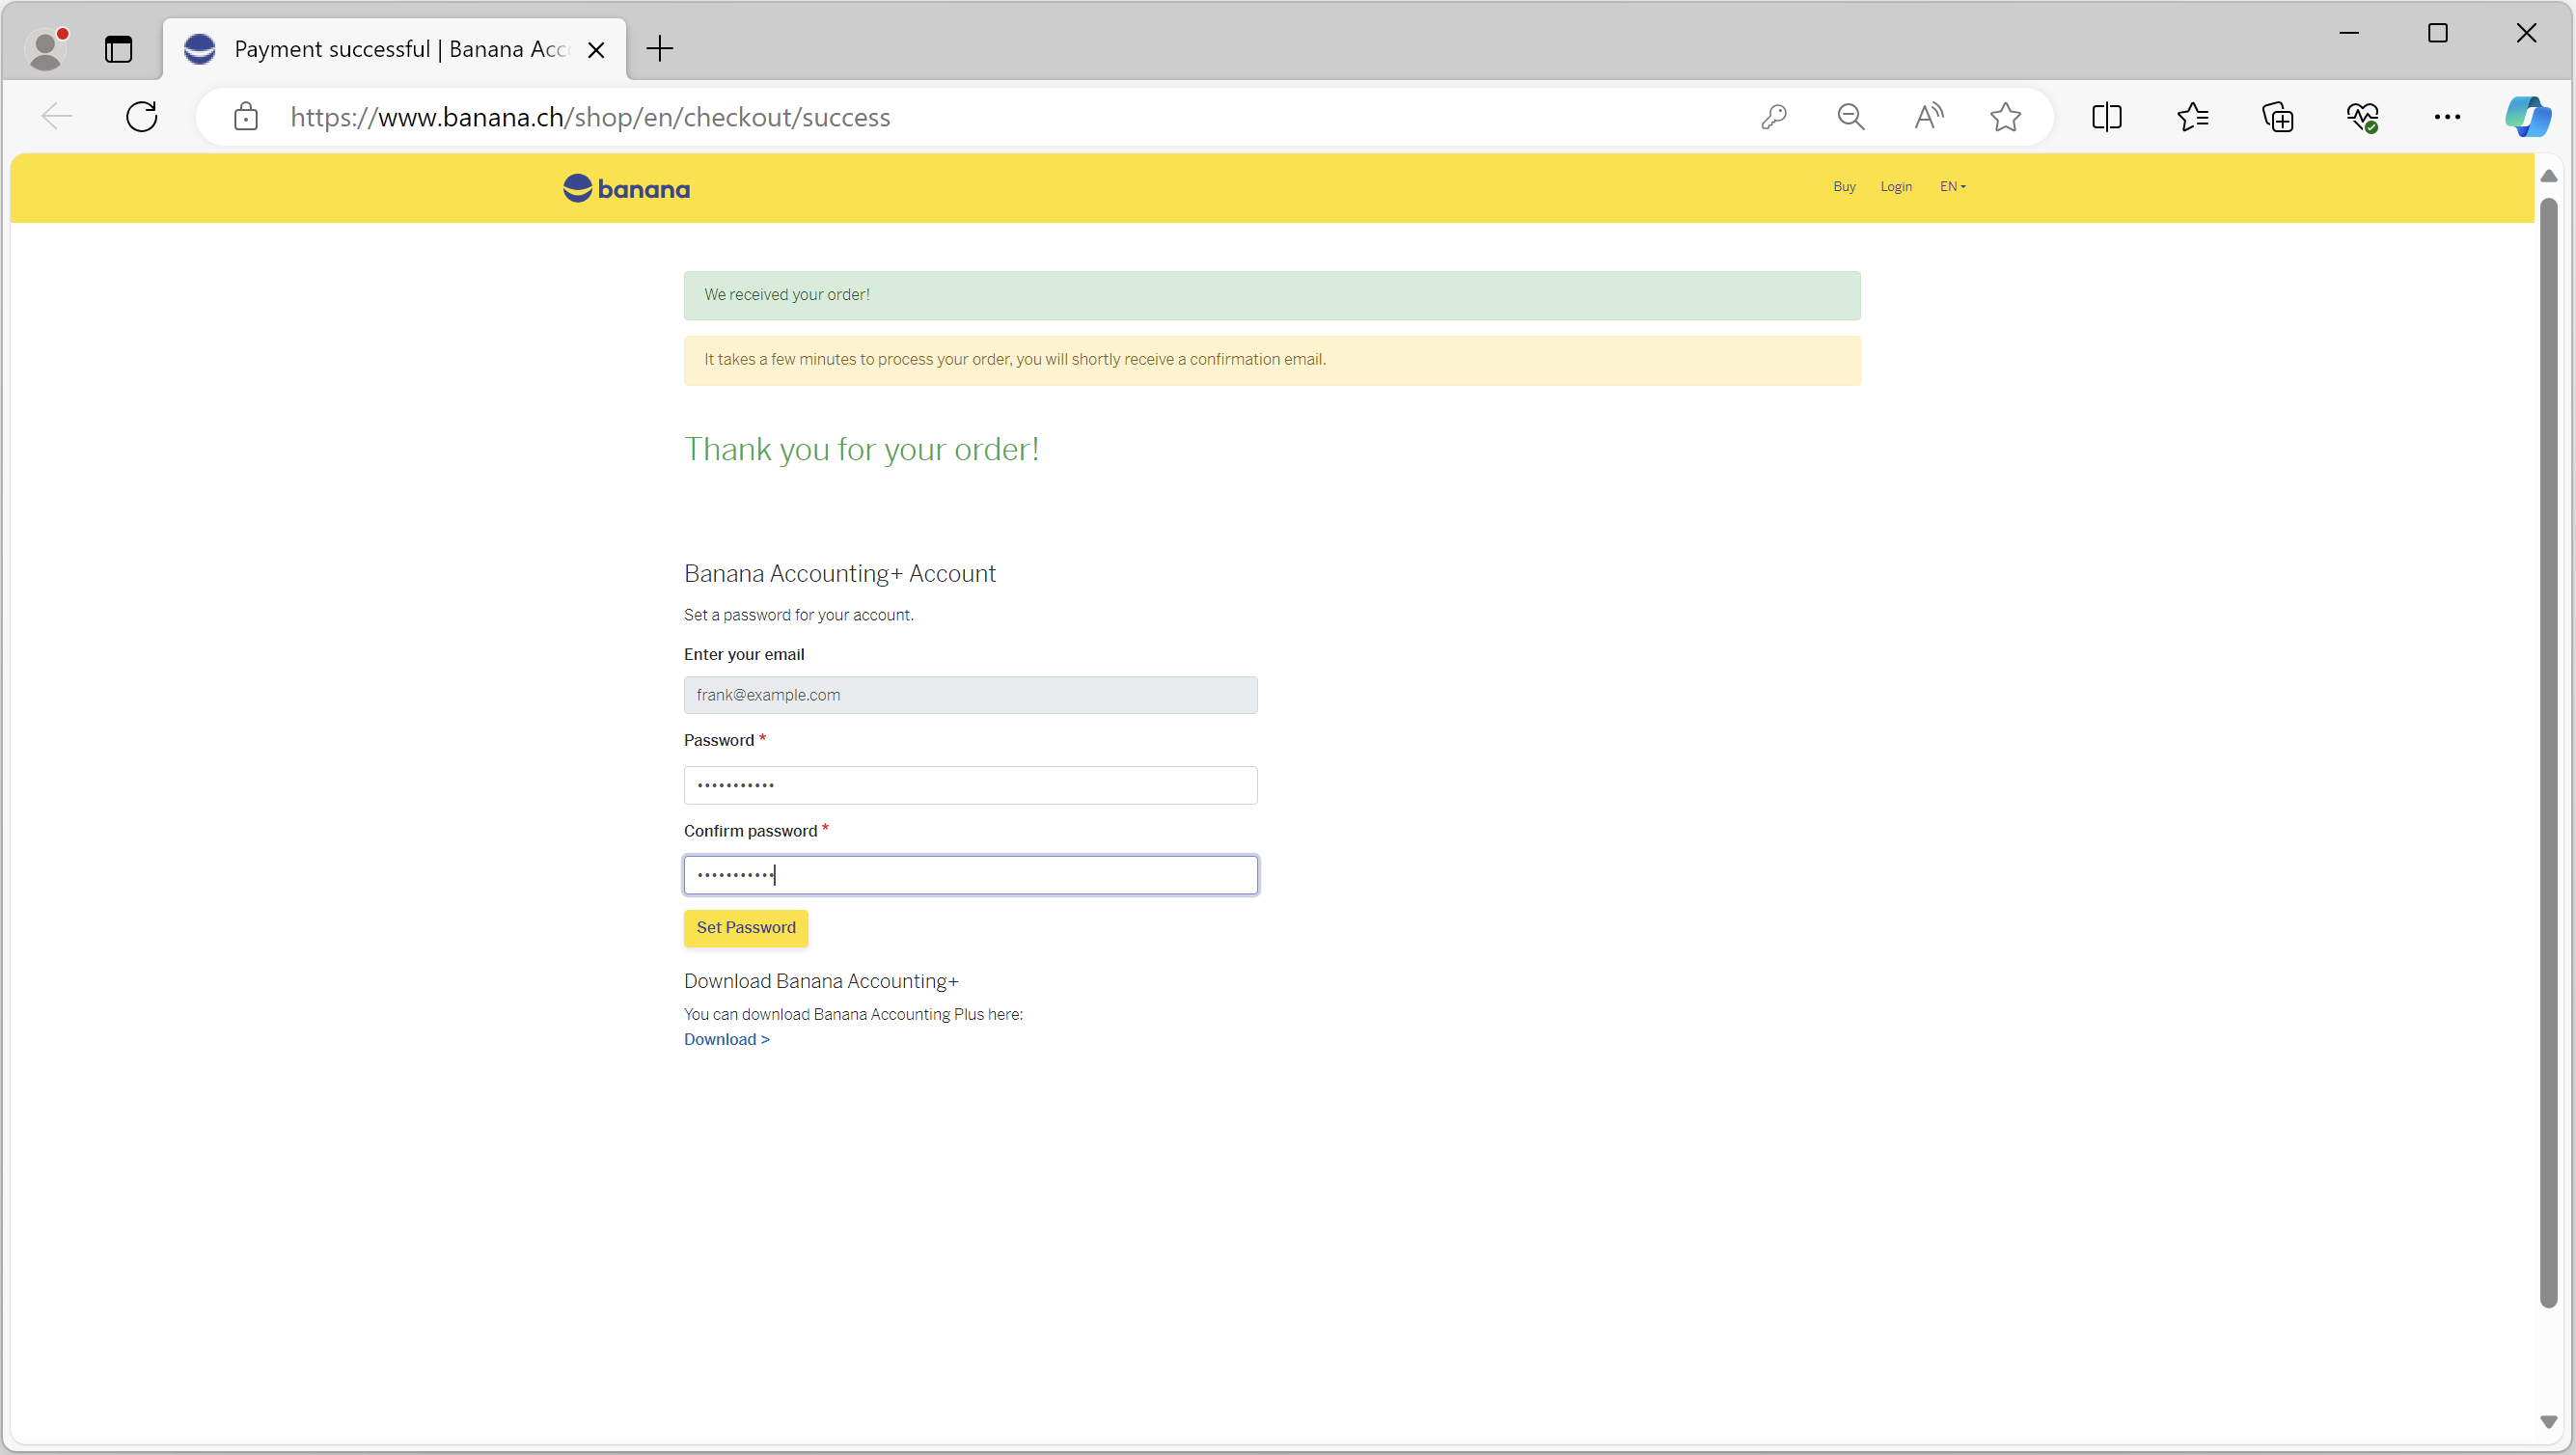 Payment successful | Banana Acc
https://www.banana.ch/shop/en/checkout/success
banana
Buy Login EN
We received your order!
It takes a few minutes to process your order, you will shortly receive a confirmation email.
Thank you for your order!
Banana Accounting+ Account
Set a password for your account.
Enter your email
frank@example.com
Password *
•••••••••••
Confirm password *
•••••••••••
Set Password
Download Banana Accounting+
You can download Banana Accounting Plus here:
Download >